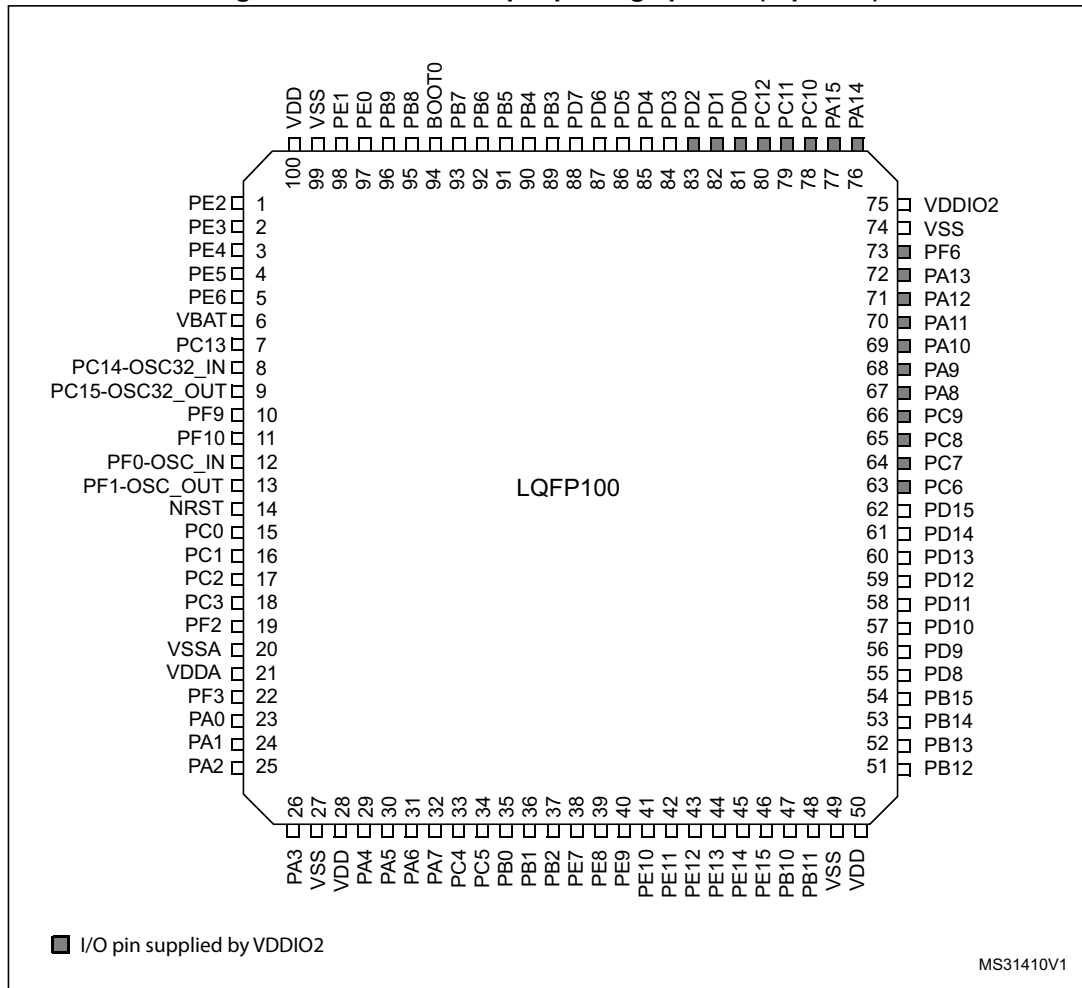 100 VDD
99 VSS
98 PE1
97 PE0
96 PB9
95 PB8
94 BOOT0
93 PB7
92 PB6
91 PB5
90 PB4
89 PB3
88 PD7
87 PD6
86 PD5
85 PD4
84 PD3
83 PD2
82 PD1
81 PD0
80 PC12
79 PC11
78 PC10
77 PA15
76 PA14
PE2 1
PE3 2
PE4 3
PE5 4
PE6 5
VBAT 6
PC13 7
PC14-OSC32_IN 8
PC15-OSC32_OUT 9
PF9 10
PF10 11
PF0-OSC_IN 12
PF1-OSC_OUT 13
NRST 14
PC0 15
PC1 16
PC2 17
PC3 18
PF2 19
VSSA 20
VDDA 21
PF3 22
PA0 23
PA1 24
PA2 25
LQFP100
75 VDDIO2
74 VSS
73 PF6
72 PA13
71 PA12
70 PA11
69 PA10
68 PA9
67 PA8
66 PC9
65 PC8
64 PC7
63 PC6
62 PD15
61 PD14
60 PD13
59 PD12
58 PD11
57 PD10
56 PD9
55 PD8
54 PB15
53 PB14
52 PB13
51 PB12
PA3 26
VSS 27
VDD 28
PA4 29
PA5 30
PA6 31
PA7 32
PC4 33
PC5 34
PB0 35
PB1 36
PB2 37
PE7 38
PE8 39
PE9 40
PE10 41
PE11 42
PE12 43
PE13 44
PE14 45
PE15 46
PB10 47
PB11 48
VSS 49
VDD 50
I/O pin supplied by VDDIO2
MS31410V1